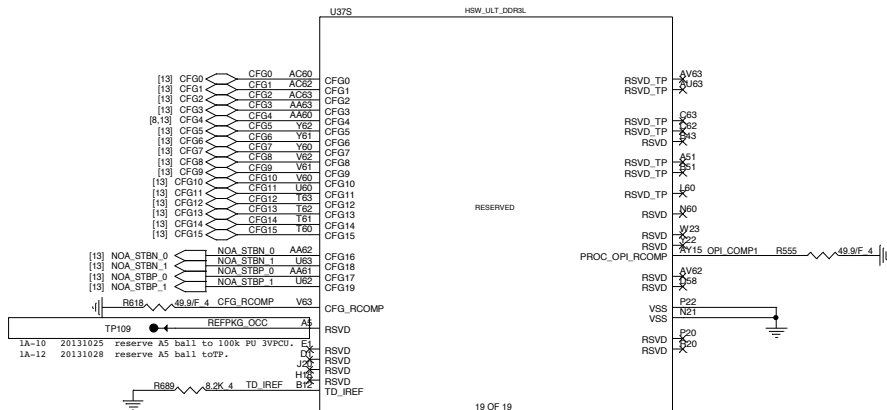 U37S HSW_ULT_DDR3L
[13] CFG0 CFG0 AC60 CFG0
[13] CFG1 CFG1 AC62 CFG1
[13] CFG2 CFG2 AC63 CFG2
[13] CFG3 CFG3 AA63 CFG3
[8,13] CFG4 CFG4 AA60 CFG4
[13] CFG5 CFG5 Y62 CFG5
[13] CFG6 CFG6 Y61 CFG6
[13] CFG7 CFG7 Y60 CFG7
[13] CFG8 CFG8 V62 CFG8
[13] CFG9 CFG9 V61 CFG9
[13] CFG10 CFG10 V60 CFG10
[13] CFG11 CFG11 U60 CFG11
[13] CFG12 CFG12 T63 CFG12
[13] CFG13 CFG13 T62 CFG13
[13] CFG14 CFG14 T61 CFG14
[13] CFG15 CFG15 T60 CFG15
[13] NOA_STBN_0 NOA_STBN_0 AA62 CFG16
[13] NOA_STBN_1 NOA_STBN_1 U63 CFG18
[13] NOA_STBP_0 NOA_STBP_0 AA61 CFG17
[13] NOA_STBP_1 NOA_STBP_1 U62 CFG19
R618 49.9/F_4 CFG_RCOMP V63 CFG_RCOMP
TP109 REFPKG_OCC A5 RSVD
1A-10 20131025 reserve A5 ball to 100k PU 3VPCU. E1 RSVD
1A-12 20131028 reserve A5 ball toTP. D1 RSVD
J20 RSVD
H18 RSVD
R689 8.2K_4 TD_IREF B12 TD_IREF
RESERVED
RSVD_TP AV63
RSVD_TP AU63
RSVD_TP C63
RSVD_TP C62
RSVD B43
RSVD_TP A51
RSVD_TP B51
RSVD_TP L60
RSVD N60
RSVD W23
RSVD Y22
PROC_OPI_RCOMP AY15 OPI_COMP1 R555 49.9/F_4
RSVD AV62
RSVD D58
VSS P22
VSS N21
RSVD P20
RSVD R20
19 OF 19